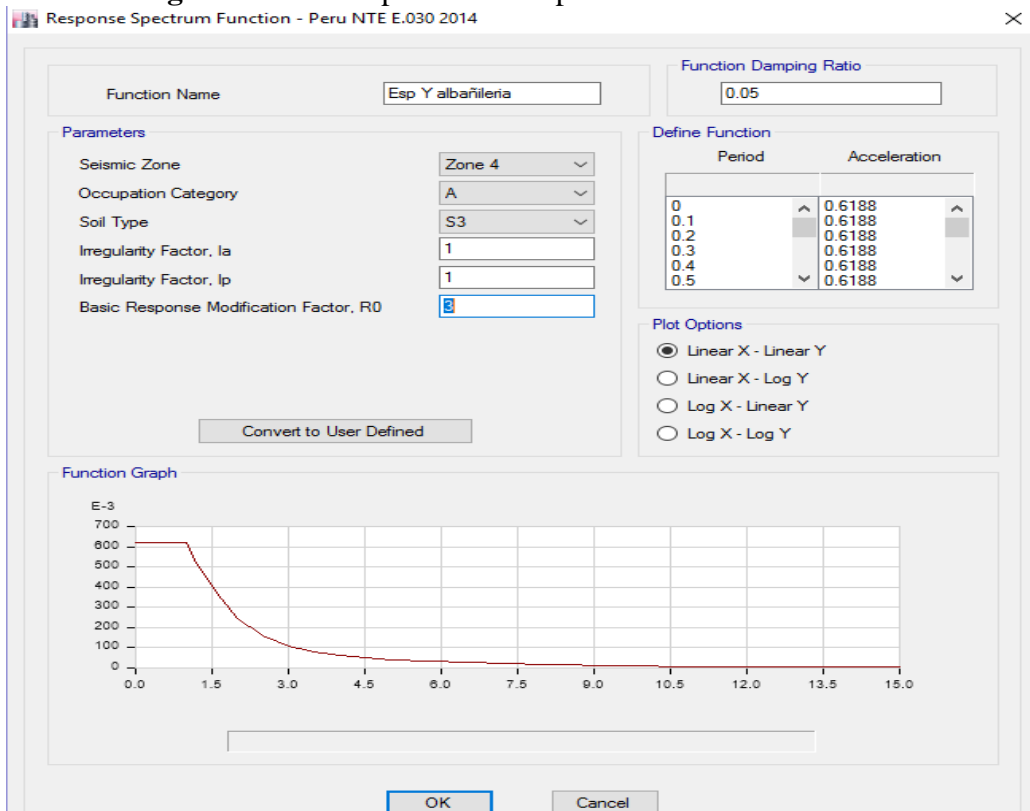 Response Spectrum Function - Peru NTE E.030 2014
Function Name
Esp Y albañileria
Function Damping Ratio
0.05
Parameters
Seismic Zone
Zone 4
Occupation Category
A
Soil Type
S3
Irregularity Factor, Ia
1
Irregularity Factor, Ip
1
Basic Response Modification Factor, R0
3
Convert to User Defined
Define Function
Period Acceleration
0 0.6188
0.1 0.6188
0.2 0.6188
0.3 0.6188
0.4 0.6188
0.5 0.6188
Plot Options
Linear X - Linear Y
Linear X - Log Y
Log X - Linear Y
Log X - Log Y
Function Graph
E-3
700
600
500
400
300
200
100
0
0.0 1.5 3.0 4.5 6.0 7.5 9.0 10.5 12.0 13.5 15.0
OK Cancel